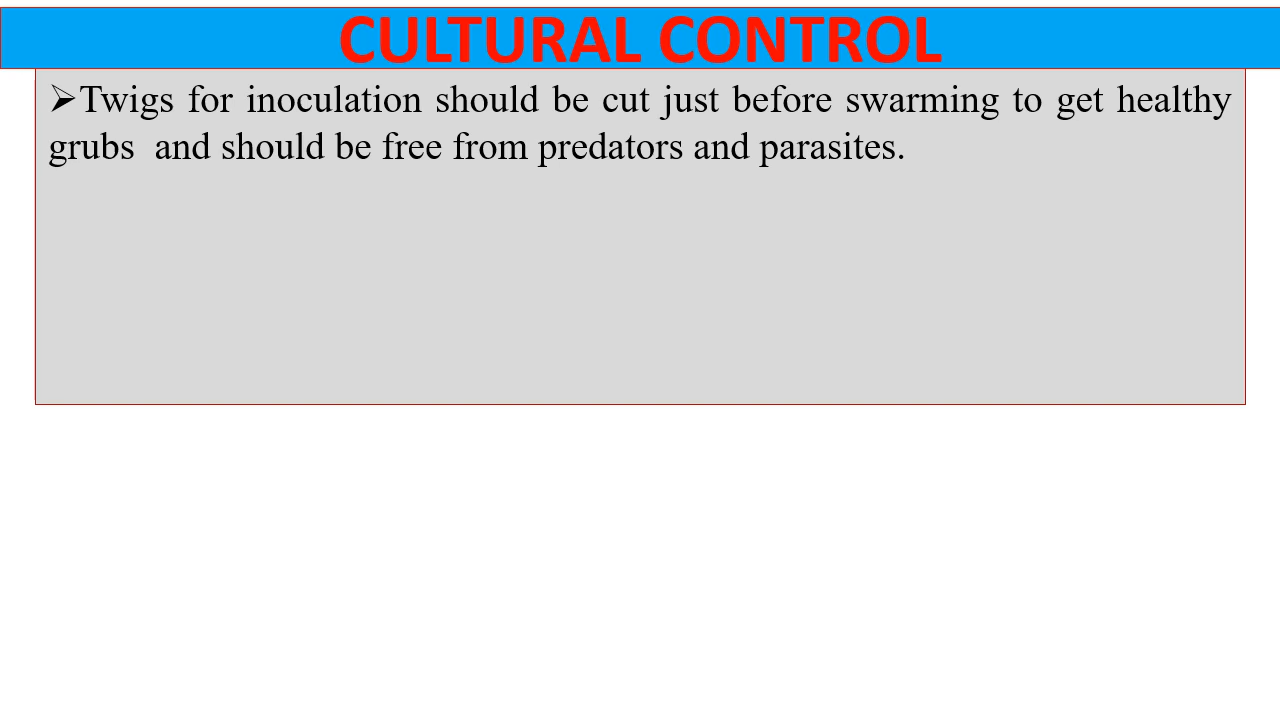 CULTURAL CONTROL
➢Twigs for inoculation should be cut just before swarming to get healthy
grubs  and should be free from predators and parasites.